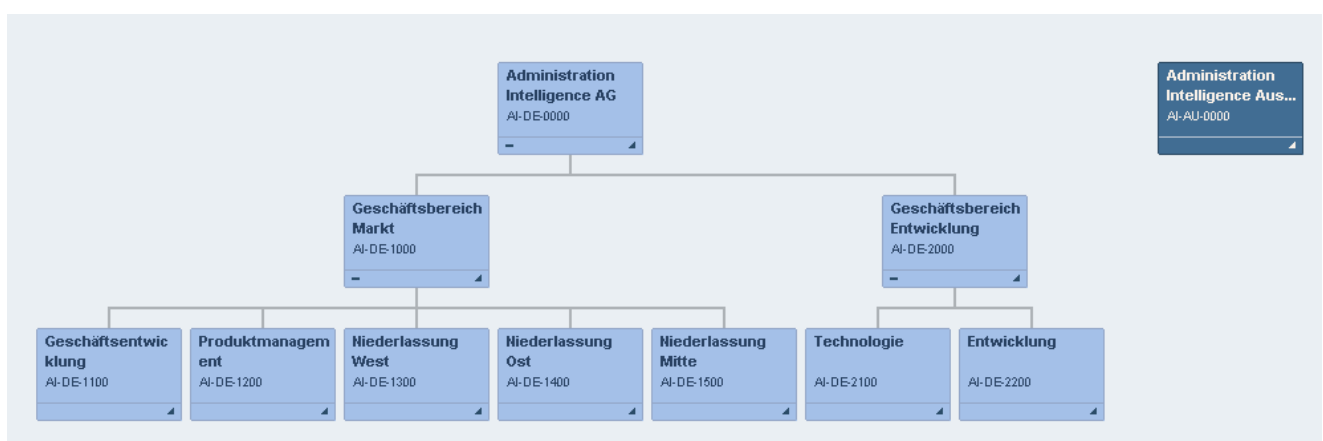 Administration
Intelligence AG
AI-DE-0000
Administration
Intelligence Aus...
AI-AU-0000
Geschäftsbereich
Markt
AI-DE-1000
Geschäftsbereich
Entwicklung
AI-DE-2000
Geschäftsentwic
klung
AI-DE-1100
Produktmanagem
ent
AI-DE-1200
Niederlassung
West
AI-DE-1300
Niederlassung
Ost
AI-DE-1400
Niederlassung
Mitte
AI-DE-1500
Technologie
AI-DE-2100
Entwicklung
AI-DE-2200